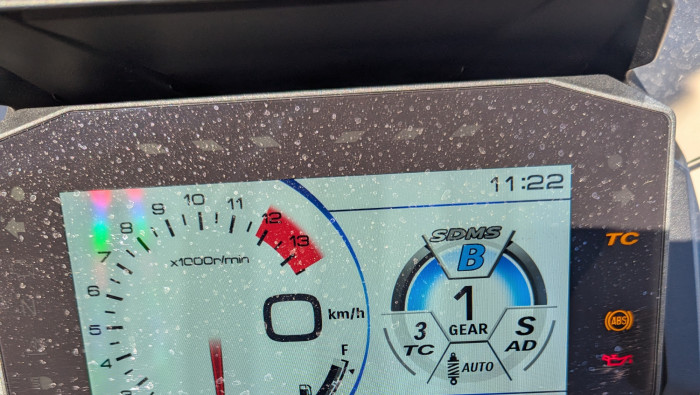 11:22
10
9
11
8
12
7
13
x1000r/min
6
5
4
0 km/h
F
SDMS
B
1
GEAR
3
TC
S
AD
AUTO
TC
ABS